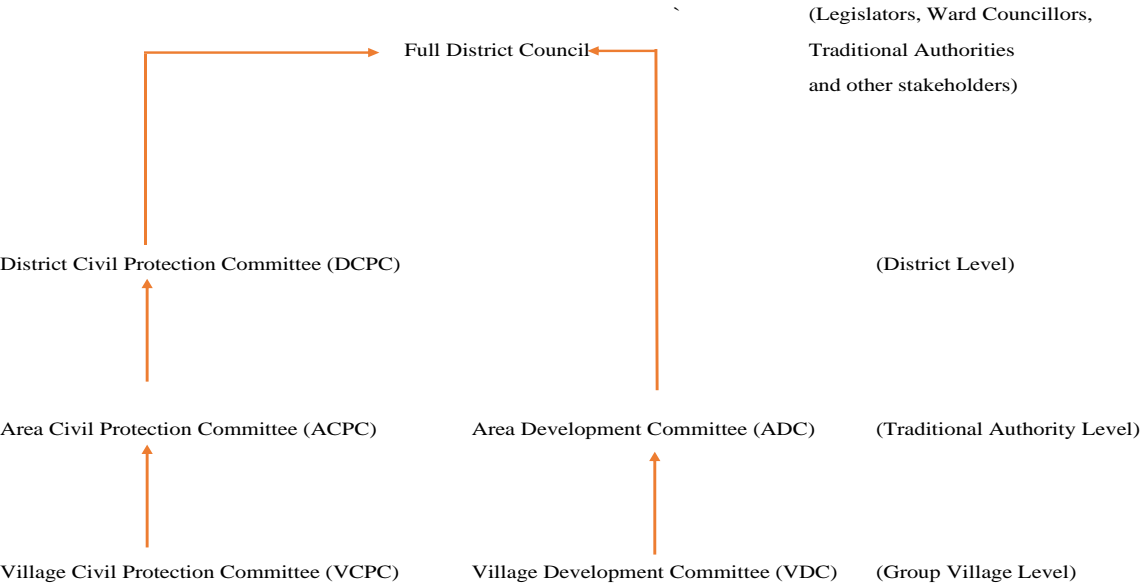 ` (Legislators, Ward Councillors,
Full District Council Traditional Authorities
and other stakeholders)
District Civil Protection Committee (DCPC) (District Level)
Area Civil Protection Committee (ACPC) Area Development Committee (ADC) (Traditional Authority Level)
Village Civil Protection Committee (VCPC) Village Development Committee (VDC) (Group Village Level)